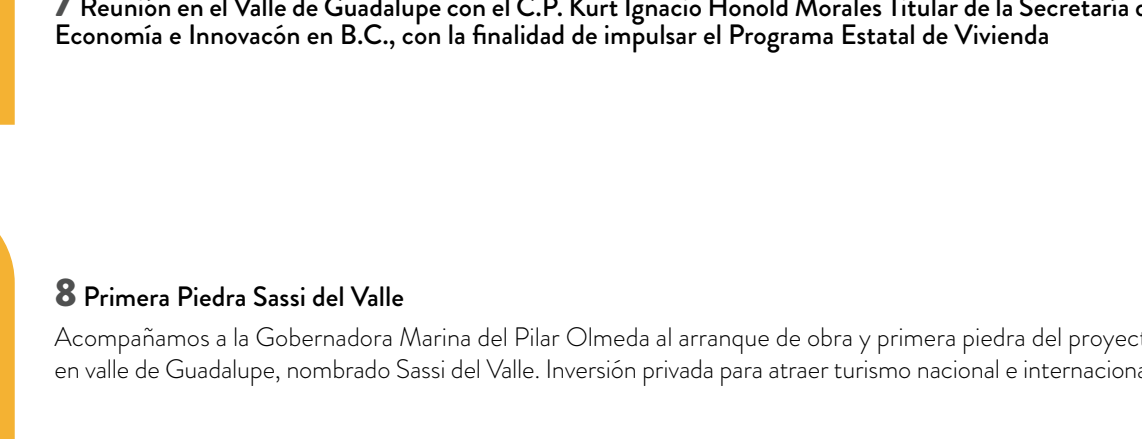 7 Reunión en el Valle de Guadalupe con el C.P. Kurt Ignacio Honold Morales Titular de la Secretaría
Economía e Innovacón en B.C., con la finalidad de impulsar el Programa Estatal de Vivienda
8 Primera Piedra Sassi del Valle
Acompañamos a la Gobernadora Marina del Pilar Olmeda al arranque de obra y primera piedra del proyect
en valle de Guadalupe, nombrado Sassi del Valle. Inversión privada para atraer turismo nacional e internaciona